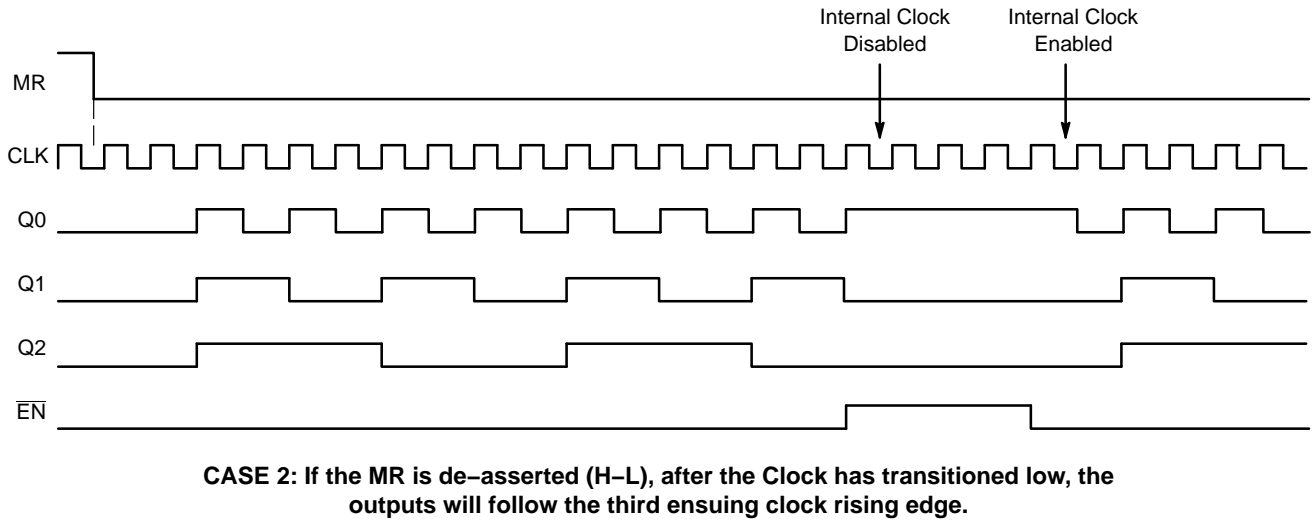 Internal Clock
Disabled
Internal Clock
Enabled
MR
CLK
Q0
Q1
Q2
E̅N̅
CASE 2: If the MR is de−asserted (H−L), after the Clock has transitioned low, the
outputs will follow the third ensuing clock rising edge.